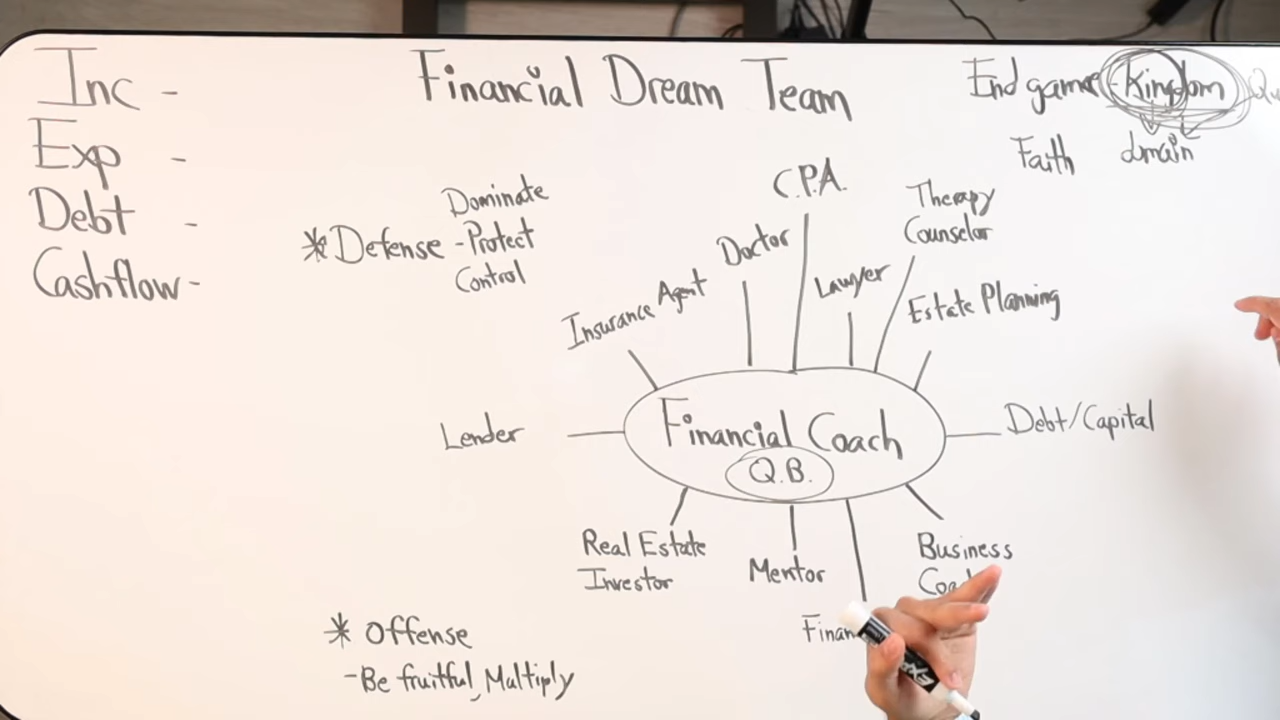 Inc -
Exp -
Debt -
Cashflow -
Financial Dream Team
End game - Kingdom
Faith domain
* Defense - Dominate
Protect
Control
Insurance Agent
Doctor
C.P.A.
Lawyer
Therapy
Counselor
Estate Planning
Lender
Financial Coach
Q.B.
Debt/Capital
Real Estate
Investor
Mentor
Business
* Offense
- Be fruitful, Multiply